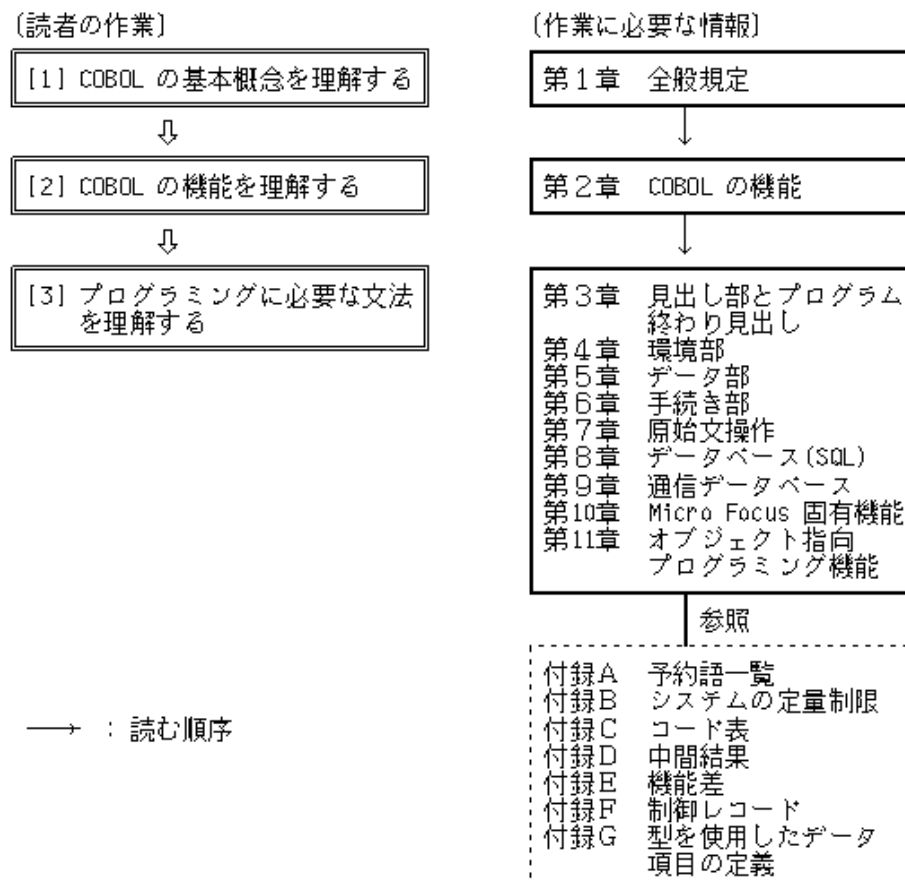 〔読者の作業〕
[1] COBOL の基本概念を理解する
[2] COBOL の機能を理解する
[3] プログラミングに必要な文法
を理解する
〔作業に必要な情報〕
第1章 全般規定
第2章 COBOL の機能
第3章 見出し部とプログラム
終わり見出し
第4章 環境部
第5章 データ部
第6章 手続き部
第7章 原始文操作
第8章 データベース(SQL)
第9章 通信データベース
第10章 Micro Focus 固有機能
第11章 オブジェクト指向
プログラミング機能
参照
付録A 予約語一覧
付録B システムの定量制限
付録C コード表
付録D 中間結果
付録E 機能差
付録F 制御レコード
付録G 型を使用したデータ
項目の定義
→ : 読む順序